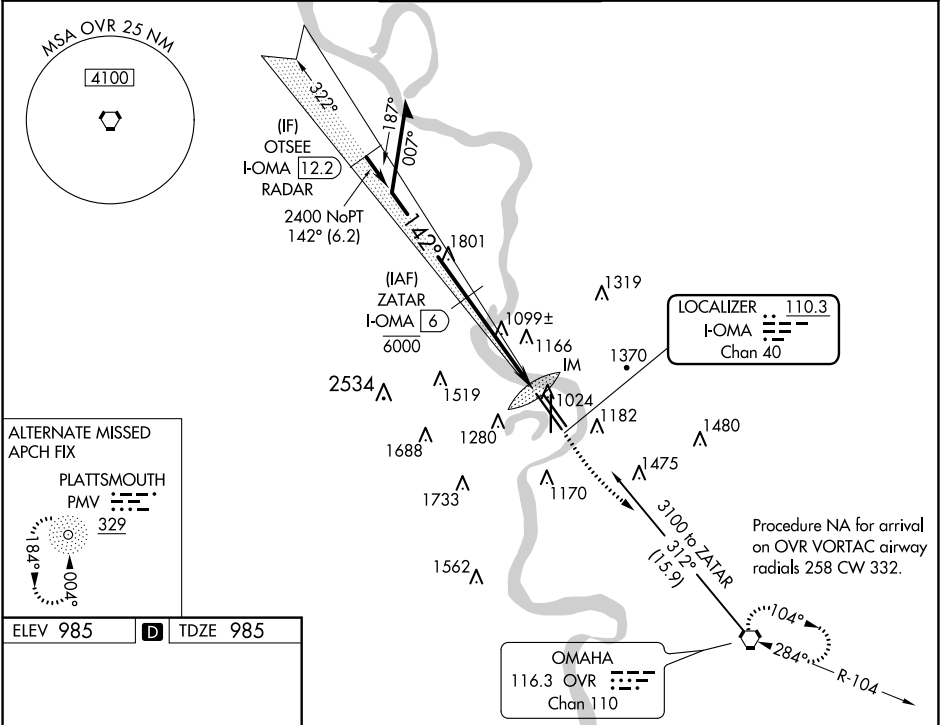 MSA OVR 25 NM
4100
322°
187°
007°
(IF)
OTSEE
I-OMA 12.2
RADAR
2400 NoPT
142° (6.2)
142°
1801
(IAF)
ZATAR
I-OMA 6
6000
1319
1099±
1166
IM
1370
LOCALIZER 110.3
I-OMA
Chan 40
2534
1519
1024
1280
1182
1480
1688
1475
1733
1170
1562
ALTERNATE MISSED
APCH FIX
PLATTSMOUTH
PMV
329
184°
004°
3100 to ZATAR
312°
(15.9)
Procedure NA for arrival
on OVR VORTAC airway
radials 258 CW 332.
104°
284°
R-104
OMAHA
116.3 OVR
Chan 110
ELEV 985 D TDZE 985